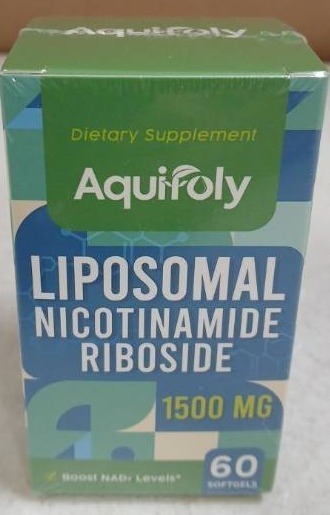 Dietary Supplement
Aquifoly
LIPOSOMAL
NICOTINAMIDE
RIBOSIDE
1500 MG
Boost NAD+ Levels*
60
SOFTGELS